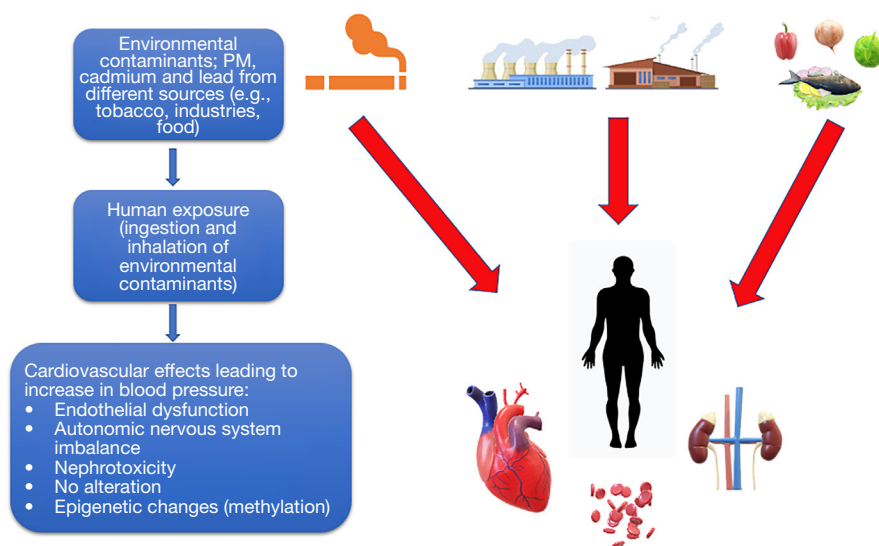 Environmental
contaminants; PM,
cadmium and lead from
different sources (e.g.,
tobacco, industries,
food)
Human exposure
(ingestion and
inhalation of
environmental
contaminants)
Cardiovascular effects leading to
increase in blood pressure:
• Endothelial dysfunction
• Autonomic nervous system
imbalance
• Nephrotoxicity
• No alteration
• Epigenetic changes (methylation)